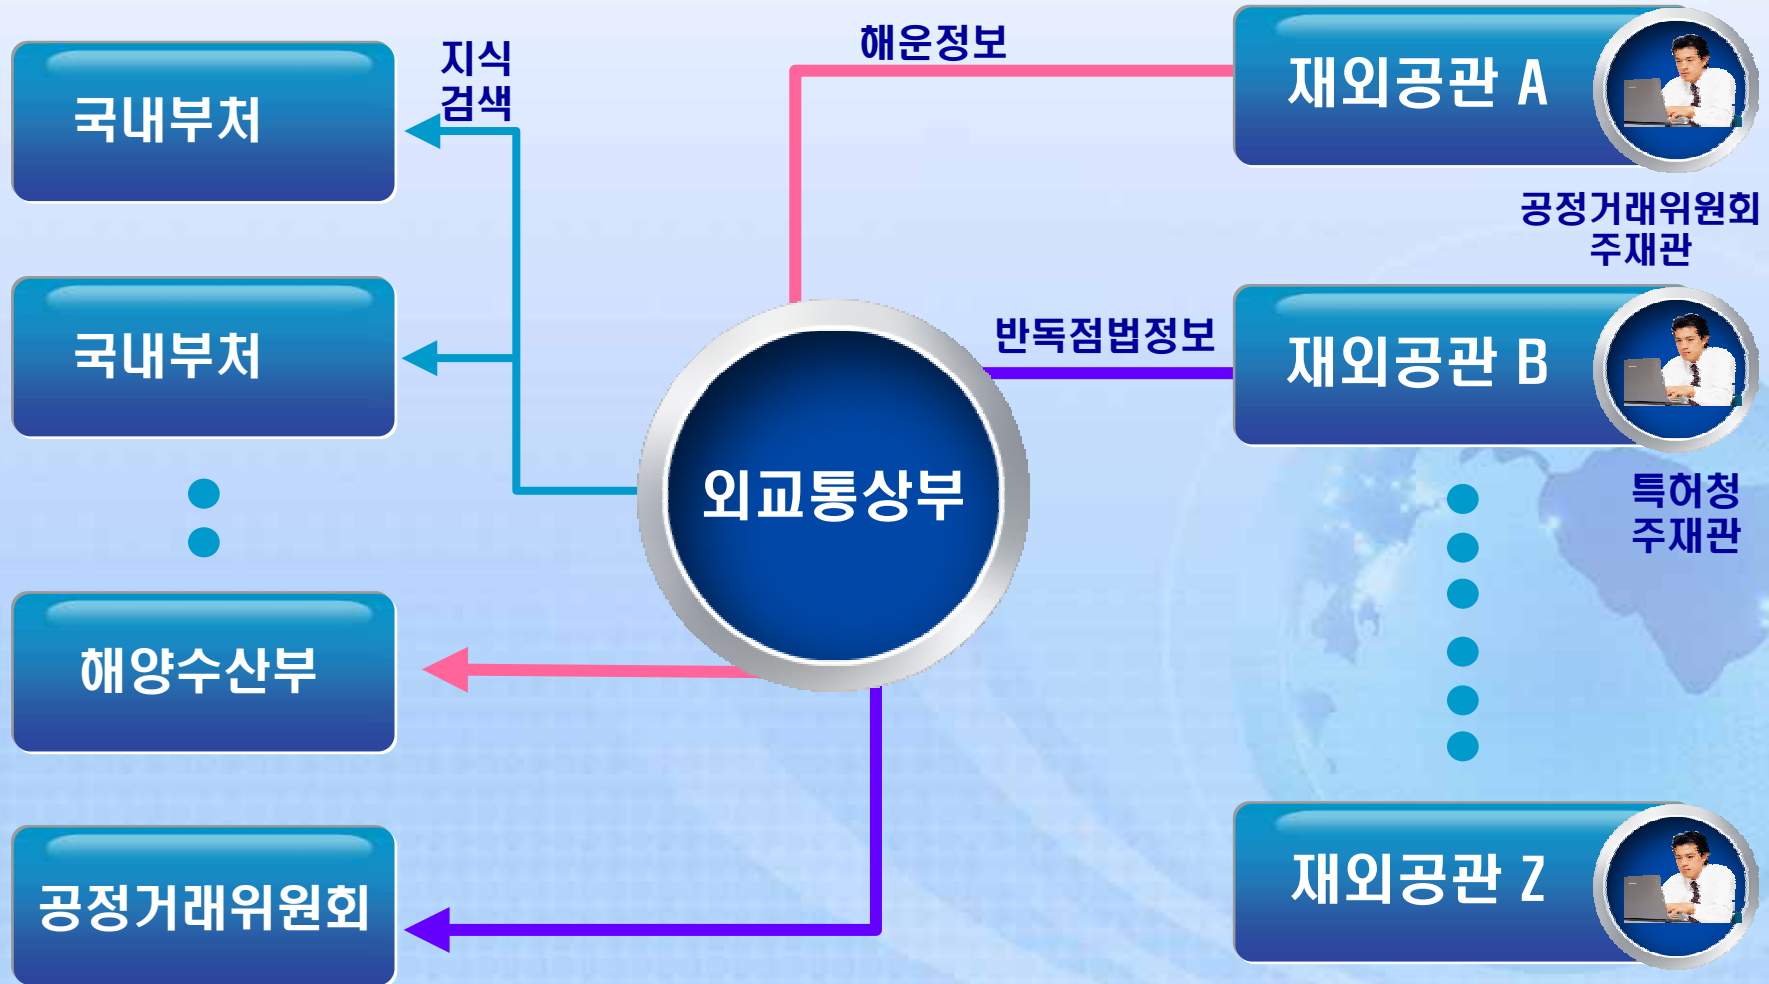 해운정보
지식
검색
국내부처
재외공관 A
공정거래위원회
주재관
국내부처
반독점법정보
재외공관 B
외교통상부
특허청
주재관
해양수산부
공정거래위원회
재외공관 Z